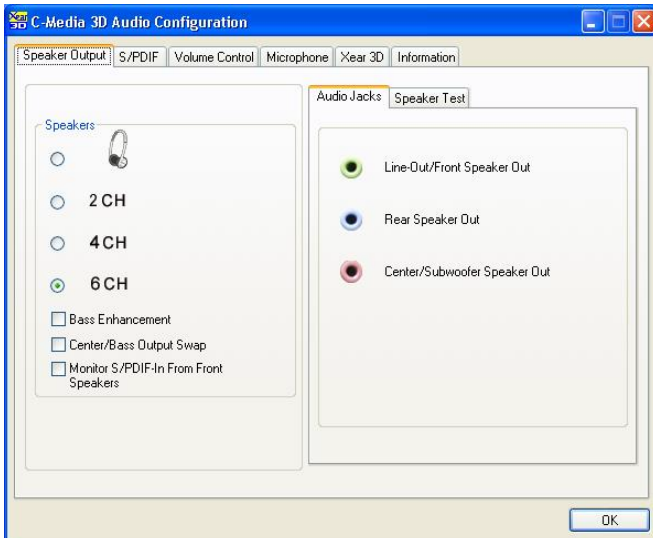 Xear 3D C-Media 3D Audio Configuration
Speaker Output S/PDIF Volume Control Microphone Xear 3D Information
Speakers
2 CH
4 CH
6 CH
Bass Enhancement
Center/Bass Output Swap
Monitor S/PDIF-In From Front
Speakers
Audio Jacks Speaker Test
Line-Out/Front Speaker Out
Rear Speaker Out
Center/Subwoofer Speaker Out
OK